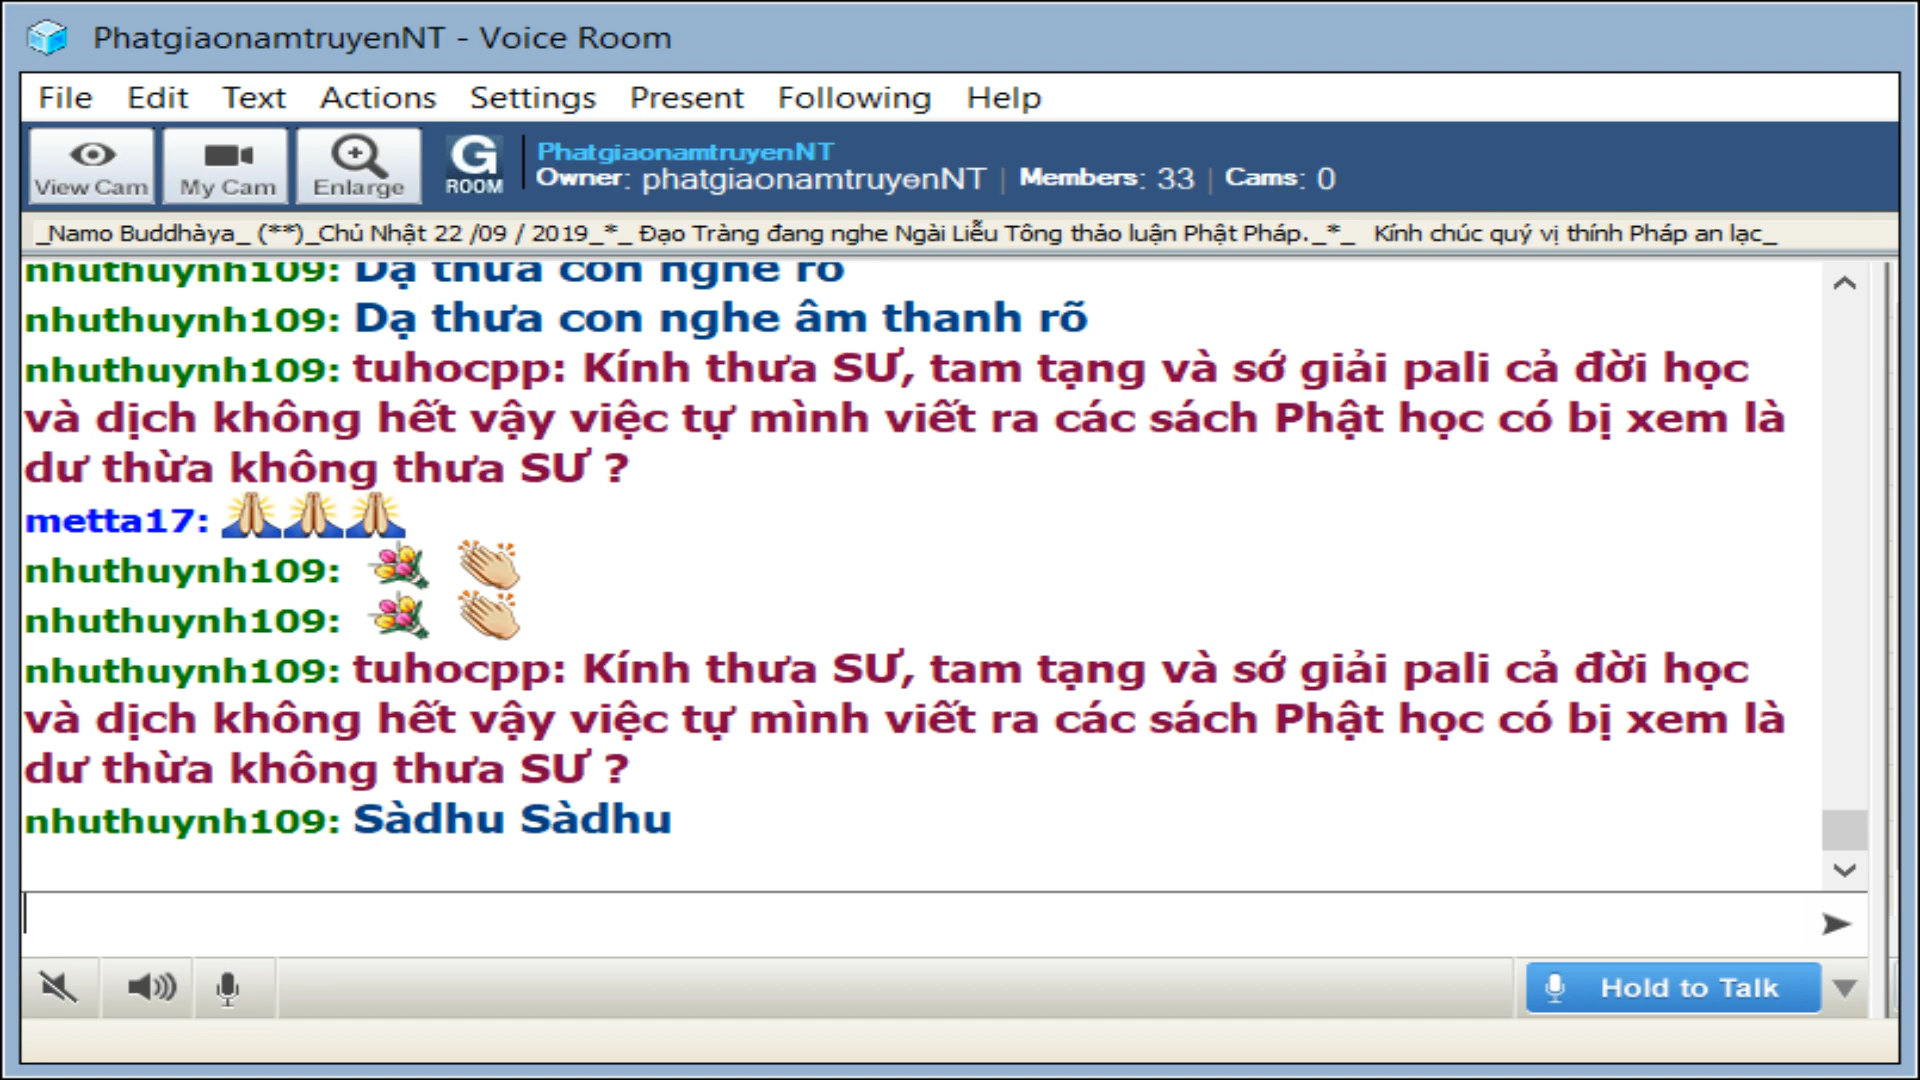 PhatgiaonamtruyenNT - Voice Room
File Edit Text Actions Settings Present Following Help
View Cam My Cam Enlarge G ROOM
PhatgiaonamtruyenNT
Owner: phatgiaonamtruyenNT | Members: 33 | Cams: 0
_Namo Buddhàya_ (**)_Chủ Nhật 22 /09 / 2019_*_ Đạo Tràng đang nghe Ngài Liễu Tông thảo luận Phật Pháp._*_ Kính chúc quý vị thính Pháp an lạc_
nhuthuynh109: Dạ thưa con nghe rõ
nhuthuynh109: Dạ thưa con nghe âm thanh rõ
nhuthuynh109: tuhocpp: Kính thưa SƯ, tam tạng và sớ giải pali cả đời học
và dịch không hết vậy việc tự mình viết ra các sách Phật học có bị xem là
dư thừa không thưa SƯ ?
metta17: 🙏🙏🙏
nhuthuynh109: 💐 👏
nhuthuynh109: 💐 👏
nhuthuynh109: tuhocpp: Kính thưa SƯ, tam tạng và sớ giải pali cả đời học
và dịch không hết vậy việc tự mình viết ra các sách Phật học có bị xem là
dư thừa không thưa SƯ ?
nhuthuynh109: Sàdhu Sàdhu
Hold to Talk